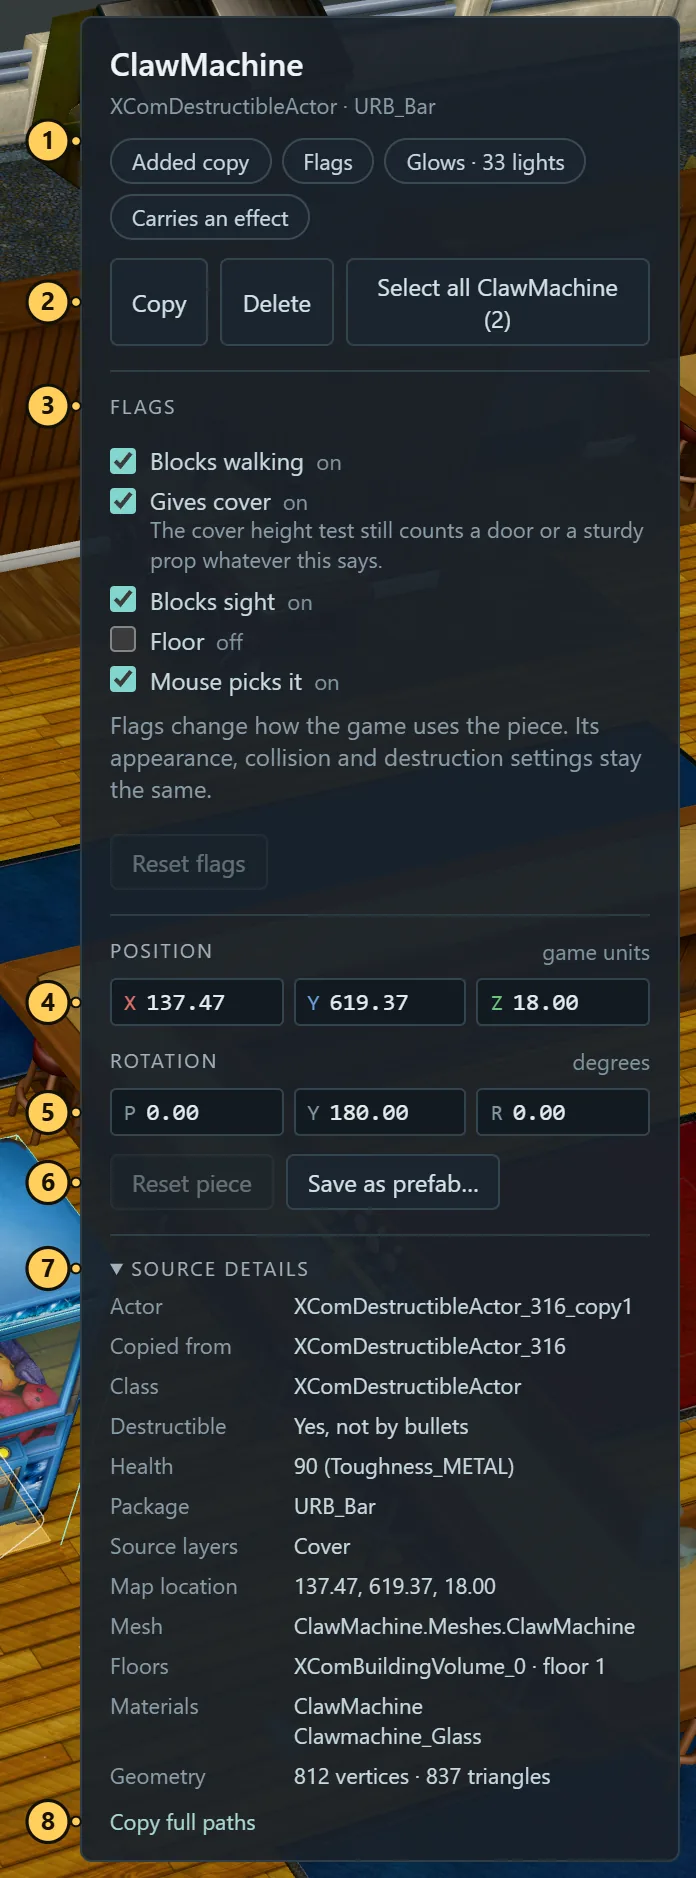 ClawMachine
XComDestructibleActor · URB_Bar
1
Added copy
Flags
Glows · 33 lights
Carries an effect
2
Copy
Delete
Select all ClawMachine
(2)
3
FLAGS
Blocks walking on
Gives cover on
The cover height test still counts a door or a sturdy
prop whatever this says.
Blocks sight on
Floor off
Mouse picks it on
Flags change how the game uses the piece. Its
appearance, collision and destruction settings stay
the same.
Reset flags
POSITION game units
4
X 137.47 Y 619.37 Z 18.00
ROTATION degrees
5
P 0.00 Y 180.00 R 0.00
6
Reset piece
Save as prefab...
7
▼ SOURCE DETAILS
Actor XComDestructibleActor_316_copy1
Copied from XComDestructibleActor_316
Class XComDestructibleActor
Destructible Yes, not by bullets
Health 90 (Toughness_METAL)
Package URB_Bar
Source layers Cover
Map location 137.47, 619.37, 18.00
Mesh ClawMachine.Meshes.ClawMachine
Floors XComBuildingVolume_0 · floor 1
Materials ClawMachine
Clawmachine_Glass
Geometry 812 vertices · 837 triangles
8
Copy full paths